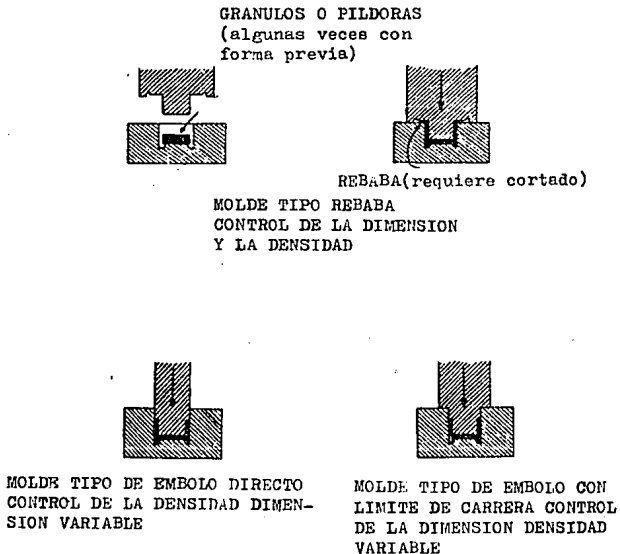 GRANULOS O PILDORAS
(algunas veces con
forma previa)
REBABA(requiere cortado)
MOLDE TIPO REBABA
CONTROL DE LA DIMENSION
Y LA DENSIDAD
MOLDE TIPO DE EMBOLO DIRECTO
CONTROL DE LA DENSIDAD DIMEN-
SION VARIABLE
MOLDE TIPO DE EMBOLO CON
LIMITE DE CARRERA CONTROL
DE LA DIMENSION DENSIDAD
VARIABLE